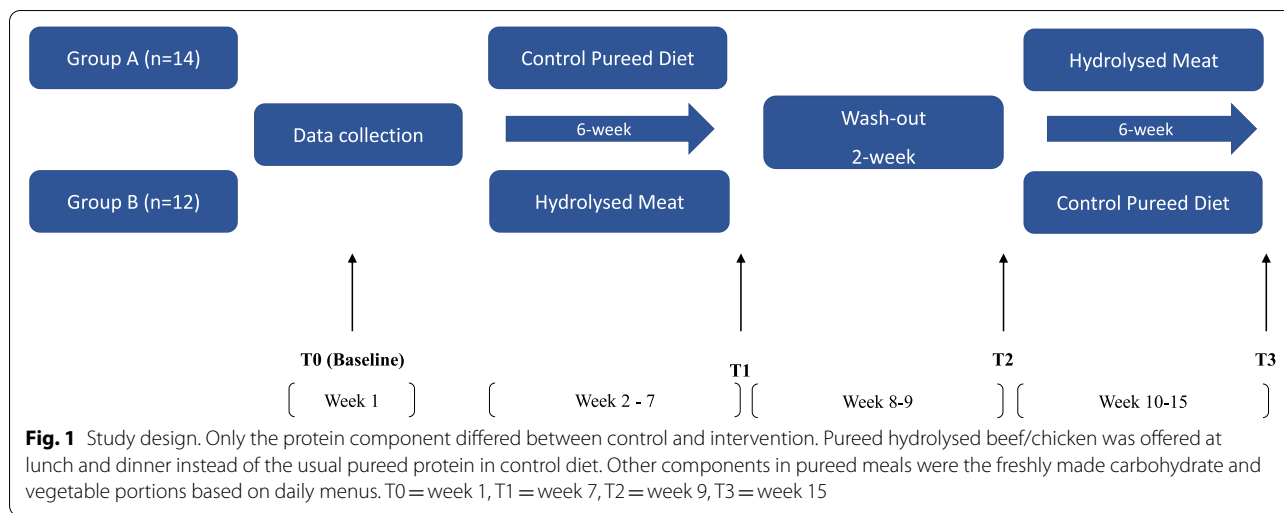 Group A (n=14)
Control Pureed Diet
Hydrolysed Meat
Data collection
6-week
Wash-out
2-week
6-week
Group B (n=12)
Hydrolysed Meat
Control Pureed Diet
T0 (Baseline)
T1
T2
T3
Week 1
Week 2 - 7
Week 8-9
Week 10-15
Fig. 1 Study design. Only the protein component differed between control and intervention. Pureed hydrolysed beef/chicken was offered at
lunch and dinner instead of the usual pureed protein in control diet. Other components in pureed meals were the freshly made carbohydrate and
vegetable portions based on daily menus. T0 = week 1, T1 = week 7, T2 = week 9, T3 = week 15